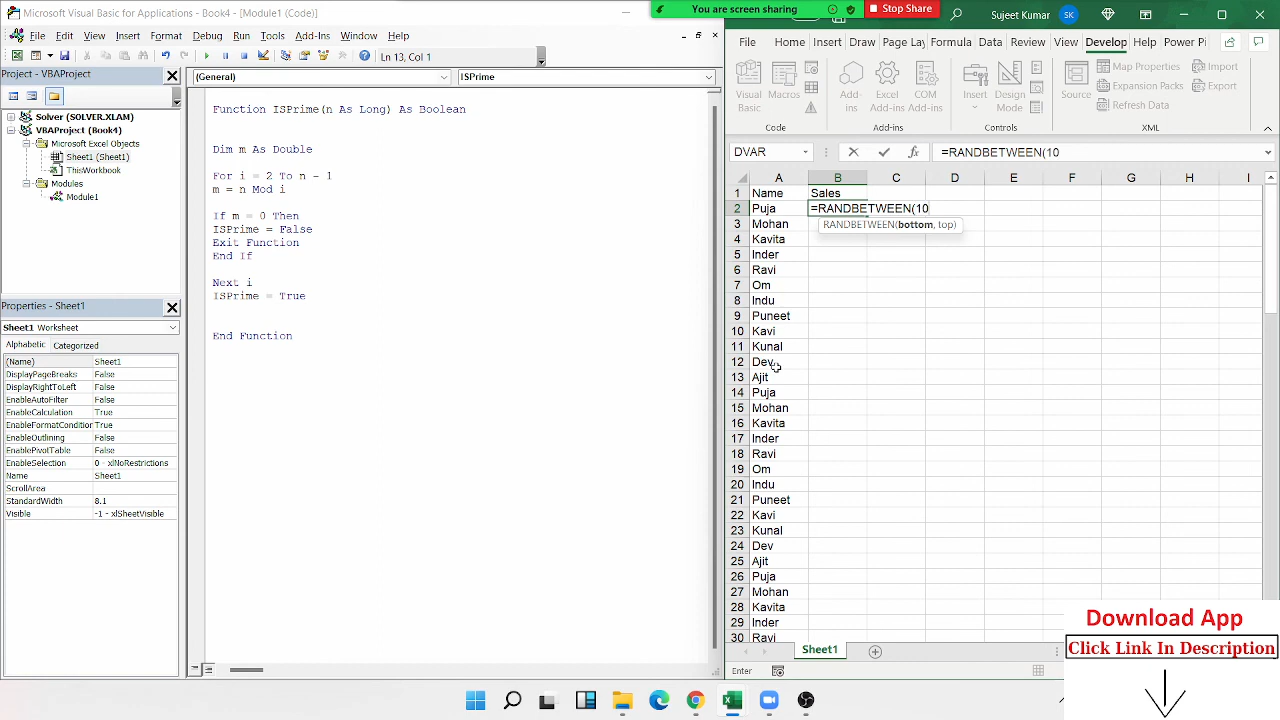 Microsoft Visual Basic for Applications - Book4 - [Module1 (Code)]
File Edit View Insert Format Debug Run Tools Add-Ins Window Help
Ln 13, Col 1
Project - VBAProject
Solver (SOLVER.XLAM)
VBAProject (Book4)
Microsoft Excel Objects
Sheet1 (Sheet1)
ThisWorkbook
Modules
Module1
Properties - Sheet1
Sheet1 Worksheet
Alphabetic Categorized
(Name) Sheet1
DisplayPageBreaks False
DisplayRightToLeft False
EnableAutoFilter False
EnableCalculation True
EnableFormatCondition True
EnableOutlining False
EnablePivotTable False
EnableSelection 0 - xlNoRestrictions
Name Sheet1
ScrollArea
StandardWidth 8.1
Visible -1 - xlSheetVisible
(General) ISPrime
Function ISPrime(n As Long) As Boolean
Dim m As Double
For i = 2 To n - 1
m = n Mod i
If m = 0 Then
ISPrime = False
Exit Function
End If
Next i
ISPrime = True
End Function
You are screen sharing Stop Share
Sujeet Kumar SK
File Home Insert Draw Page Lay Formula Data Review View Develop Help Power Pi
Visual Basic
Macros
Code
Add-ins
Excel Add-ins
COM Add-ins
Add-ins
Insert
Design Mode
Controls
Source
Map Properties
Expansion Packs
Refresh Data
Import
Export
XML
DVAR =RANDBETWEEN(10
A B C D E F G H I
1 Name Sales
2 Puja =RANDBETWEEN(10
RANDBETWEEN(bottom, top)
3 Mohan
4 Kavita
5 Inder
6 Ravi
7 Om
8 Indu
9 Puneet
10 Kavi
11 Kunal
12 Dev
13 Ajit
14 Puja
15 Mohan
16 Kavita
17 Inder
18 Ravi
19 Om
20 Indu
21 Puneet
22 Kavi
23 Kunal
24 Dev
25 Ajit
26 Puja
27 Mohan
28 Kavita
29 Inder
30 Ravi
Sheet1
Enter
Download App
Click Link In Description